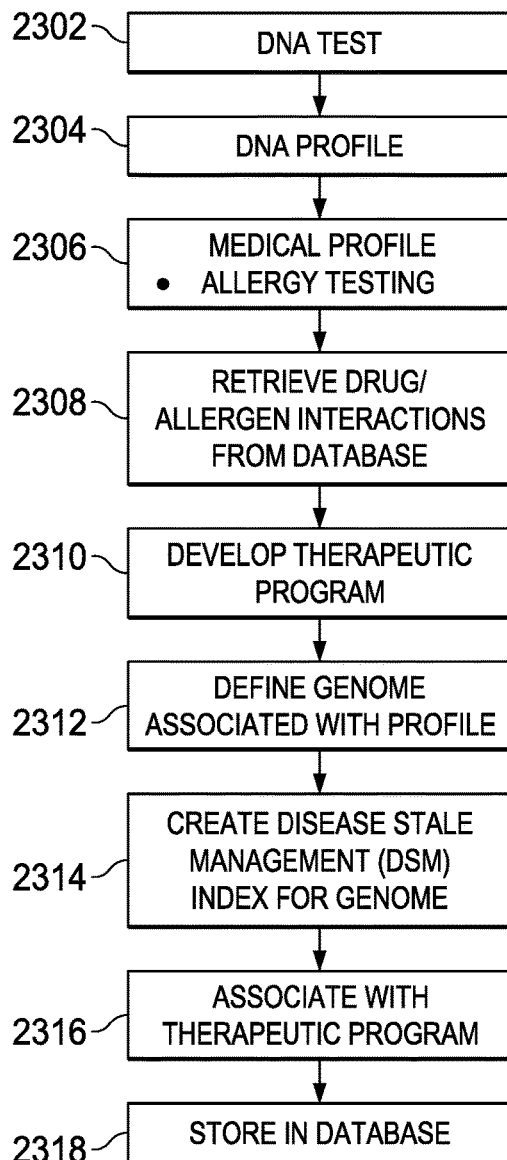 2302
DNA TEST
2304
DNA PROFILE
2306
MEDICAL PROFILE
• ALLERGY TESTING
2308
RETRIEVE DRUG/
ALLERGEN INTERACTIONS
FROM DATABASE
2310
DEVELOP THERAPEUTIC
PROGRAM
2312
DEFINE GENOME
ASSOCIATED WITH PROFILE
2314
CREATE DISEASE STALE
MANAGEMENT (DSM)
INDEX FOR GENOME
2316
ASSOCIATE WITH
THERAPEUTIC PROGRAM
2318
STORE IN DATABASE